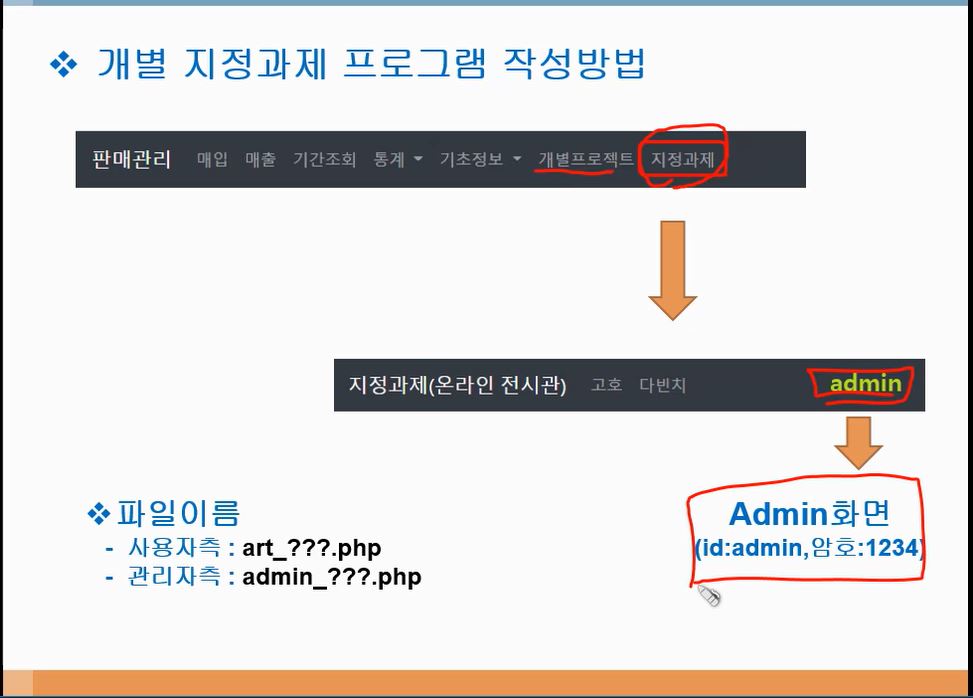 ❖ 개별 지정과제 프로그램 작성방법
판매관리 매입 매출 기간조회 통계 기초정보 개별프로젝트 지정과제
지정과제(온라인 전시관) 고호 다빈치 admin
❖ 파일이름
- 사용자측 : art_???.php
- 관리자측 : admin_???.php
Admin화면
(id:admin,암호:1234)